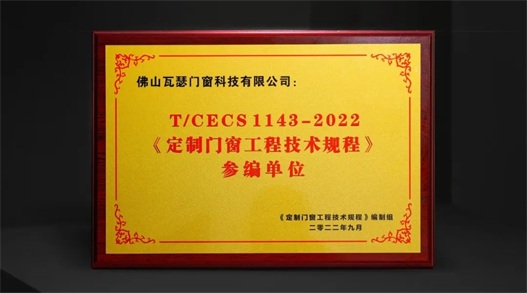 佛山瓦瑟门窗科技有限公司：
T/CECS 1143-2022
《定制门窗工程技术规程》
参编单位
《定制门窗工程技术规程》编制组
二零二二年九月